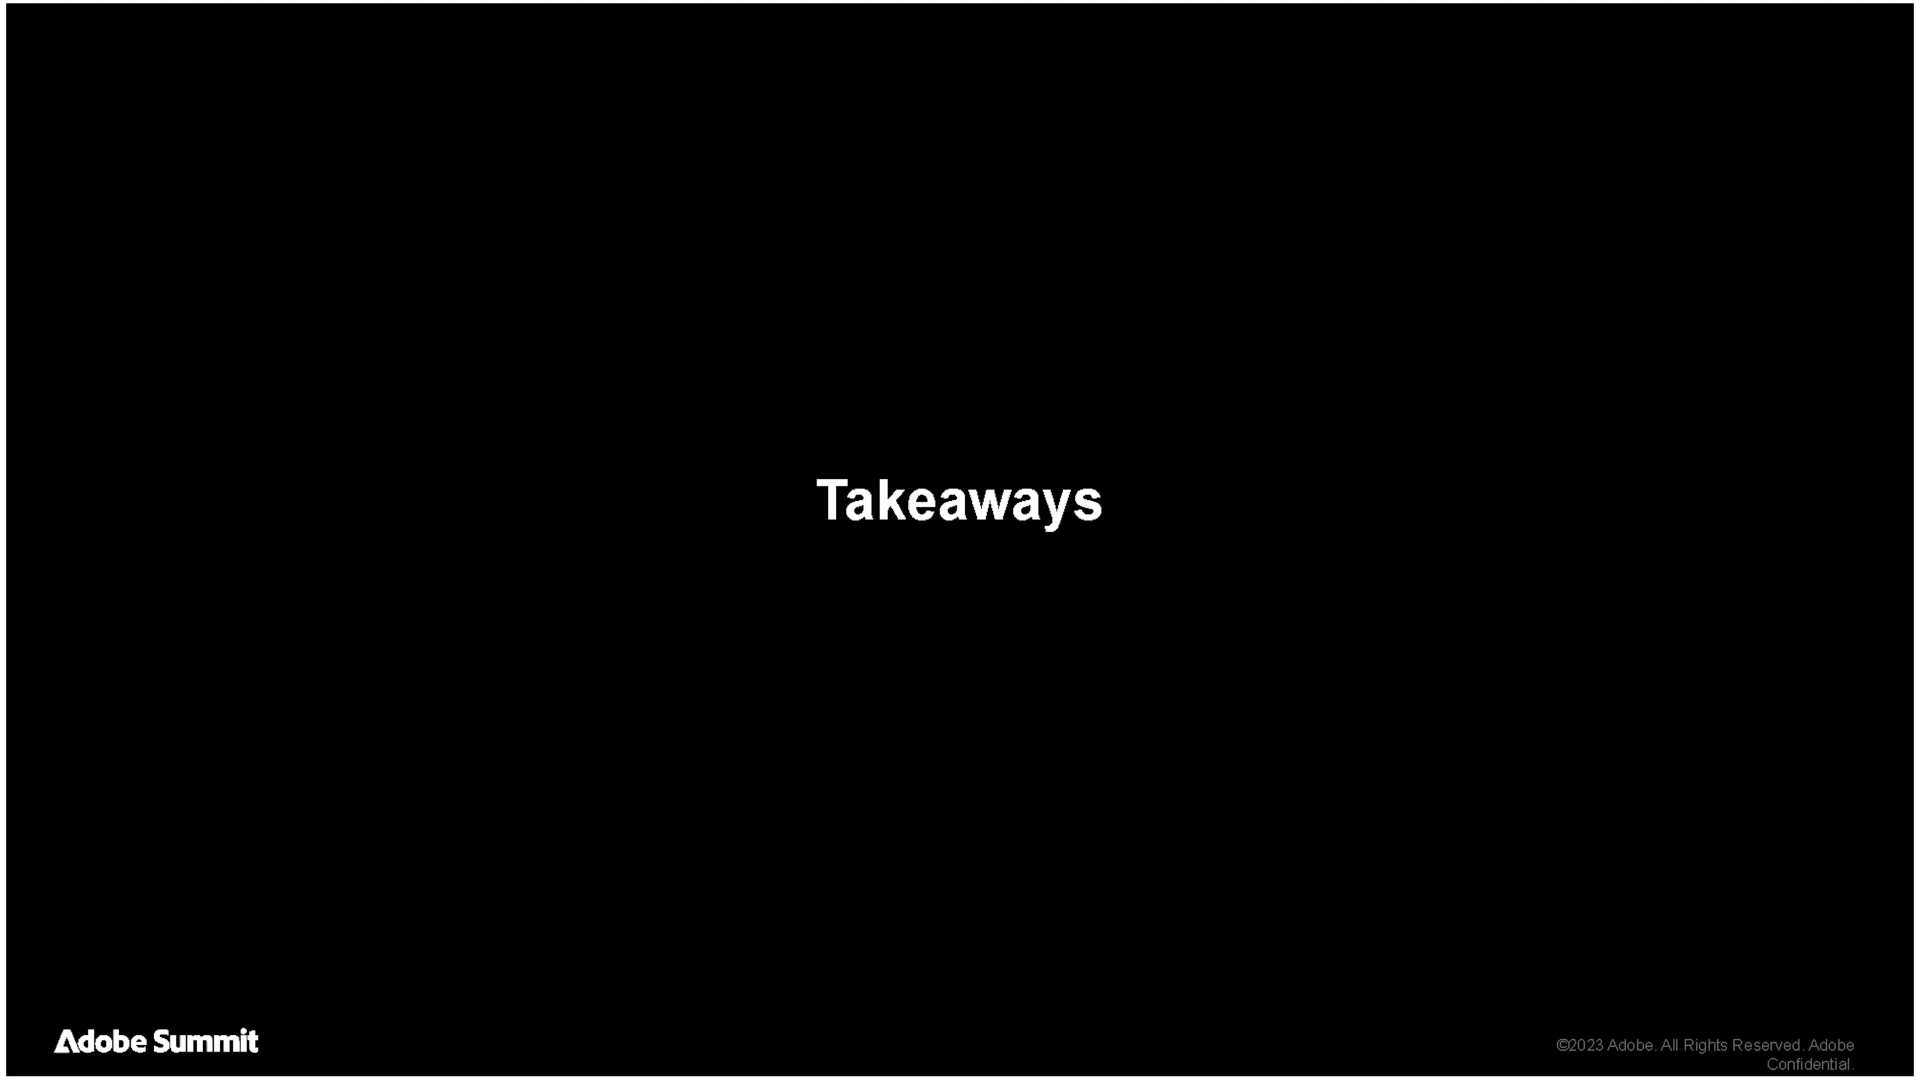 Takeaways
Adobe Summit
©2023 Adobe. All Rights Reserved. Adobe
Confidential.